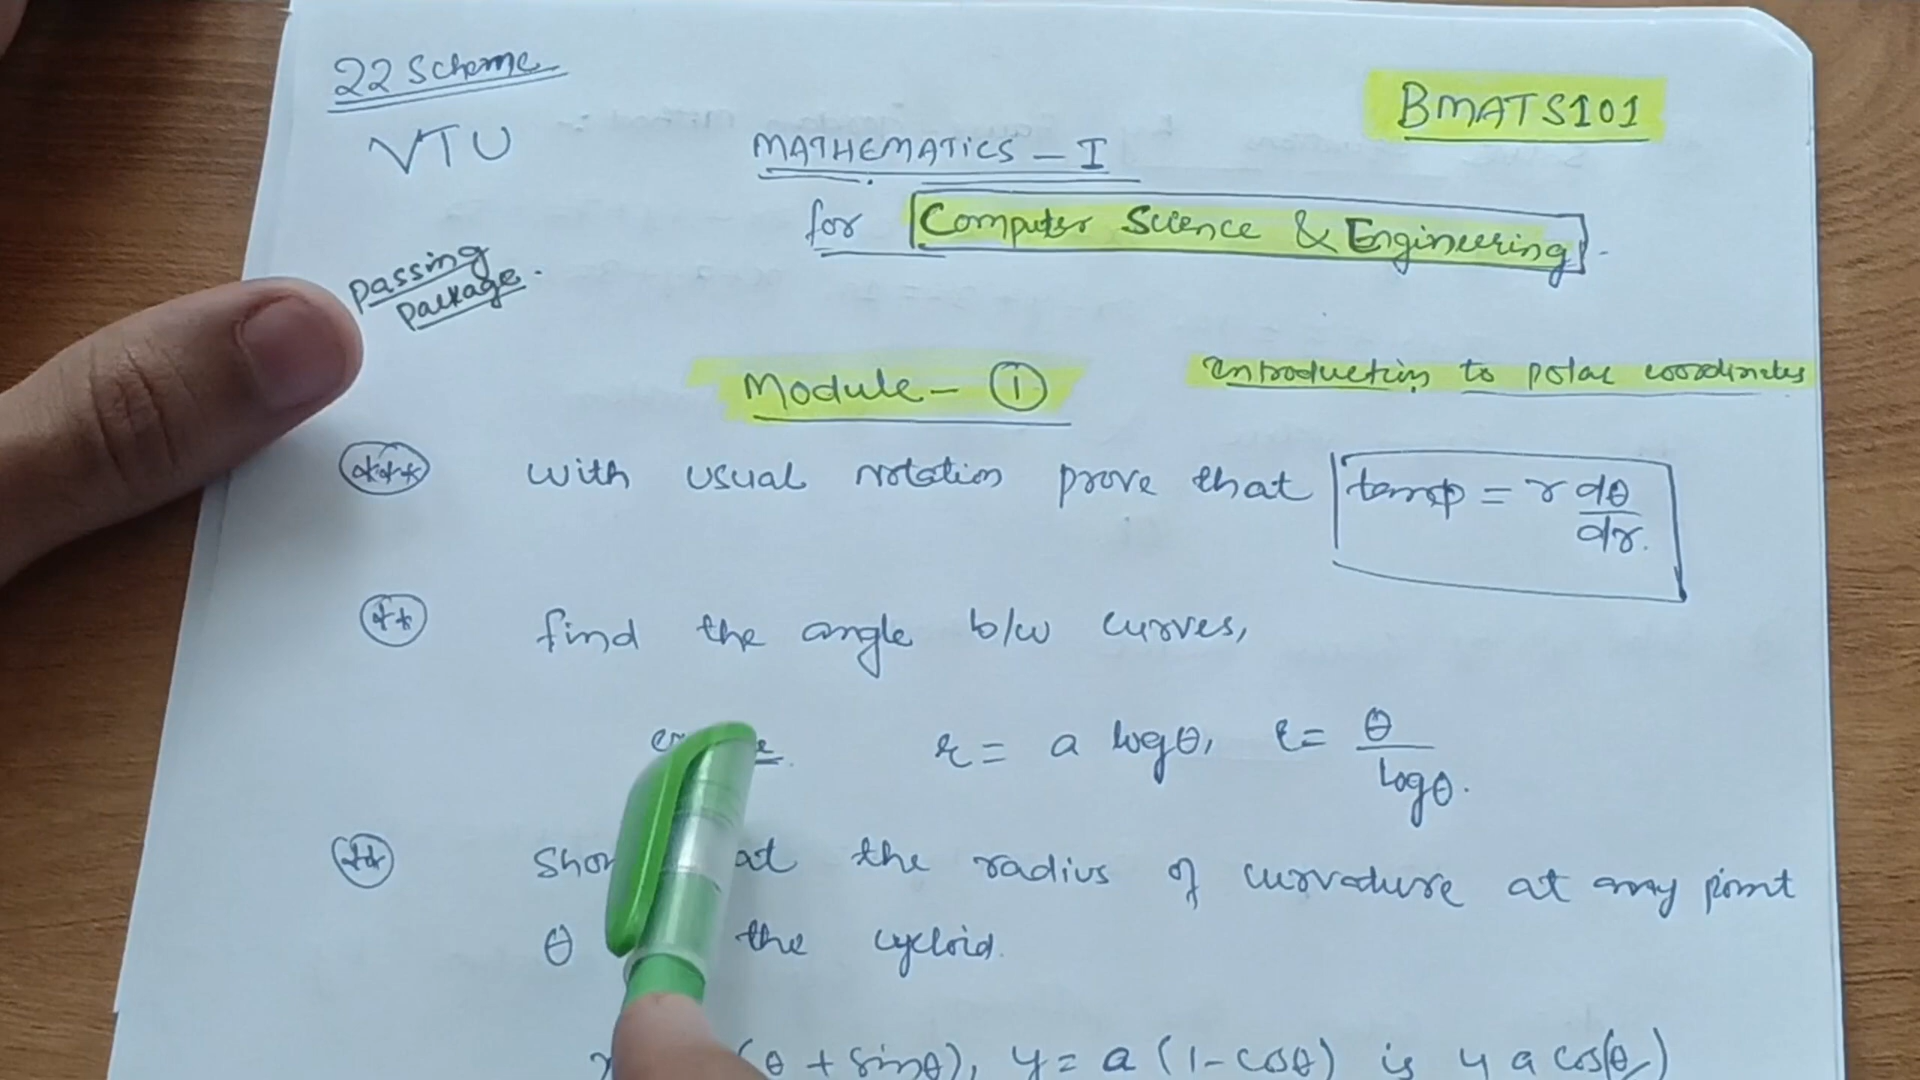 22 Scheme
BMATS101
VTU
MATHEMATICS - I
for Computer Science & Engineering.
Passing
Package.
Module - ①
Introduction to polar coordinates
***
with usual notation prove that tanφ = r dθ/dr.
**
find the angle b/w curves,
r = a logθ, r = θ/logθ.
**
the radius of curvature at any point
θ the cycloid.
(θ + sinθ), y = a (1 - cosθ) is 4 a cos(θ/)